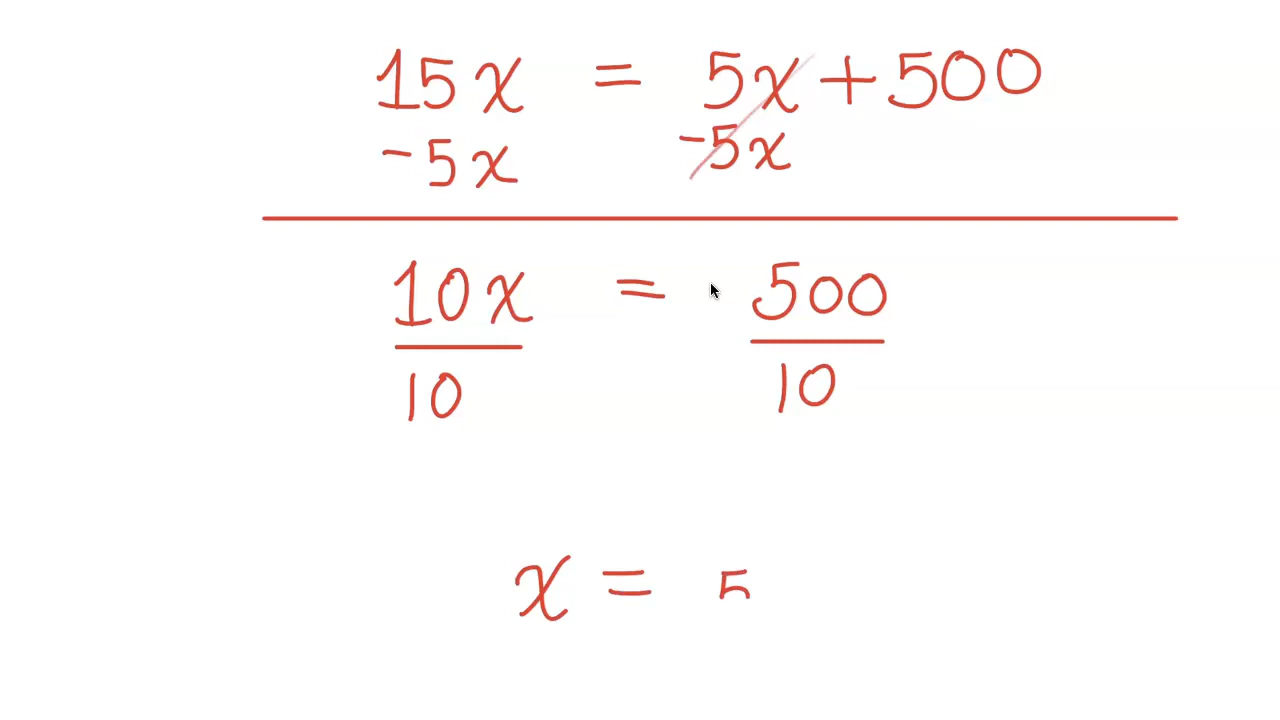 15x = 5x + 500
-5x -5x
10x = 500
10 10
x = 5